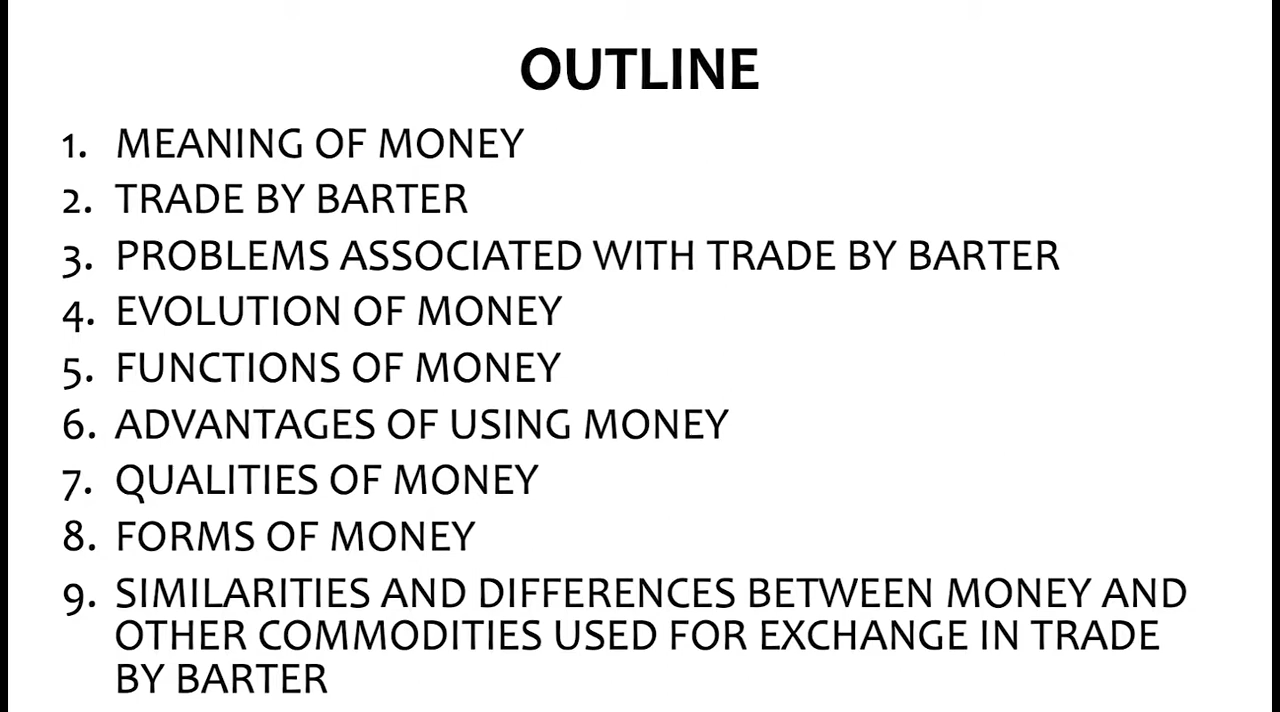 OUTLINE
1. MEANING OF MONEY
2. TRADE BY BARTER
3. PROBLEMS ASSOCIATED WITH TRADE BY BARTER
4. EVOLUTION OF MONEY
5. FUNCTIONS OF MONEY
6. ADVANTAGES OF USING MONEY
7. QUALITIES OF MONEY
8. FORMS OF MONEY
9. SIMILARITIES AND DIFFERENCES BETWEEN MONEY AND
OTHER COMMODITIES USED FOR EXCHANGE IN TRADE
BY BARTER